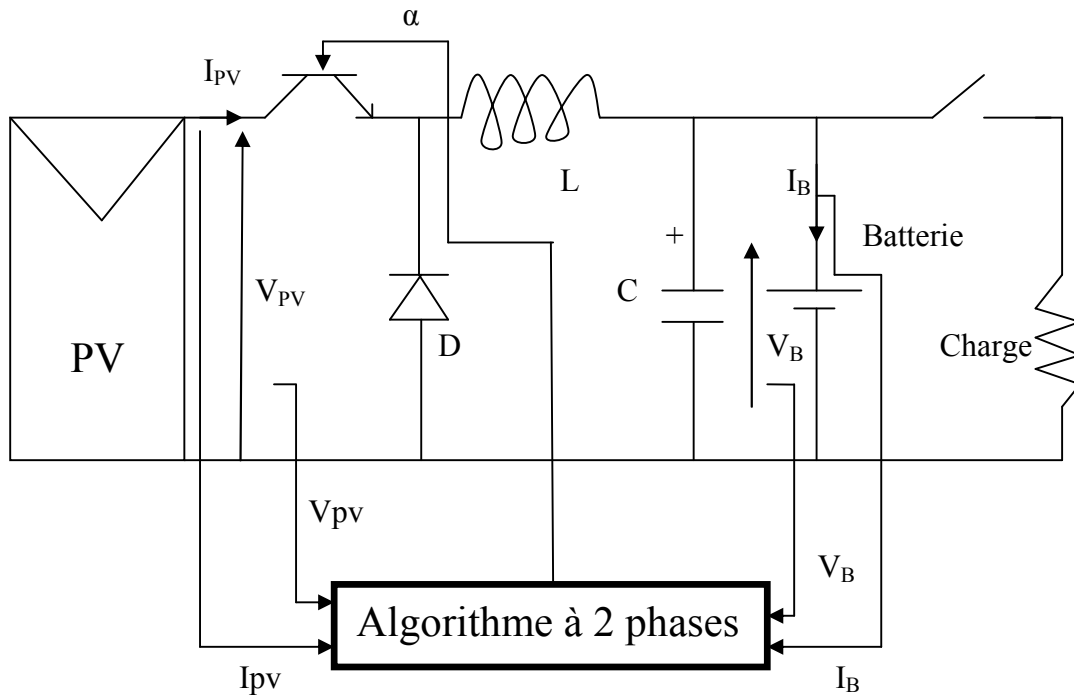 α
I_PV
L
I_B
+
Batterie
V_PV
C
PV
D
V_B
Charge
Vpv
V_B
Algorithme à 2 phases
Ipv
I_B